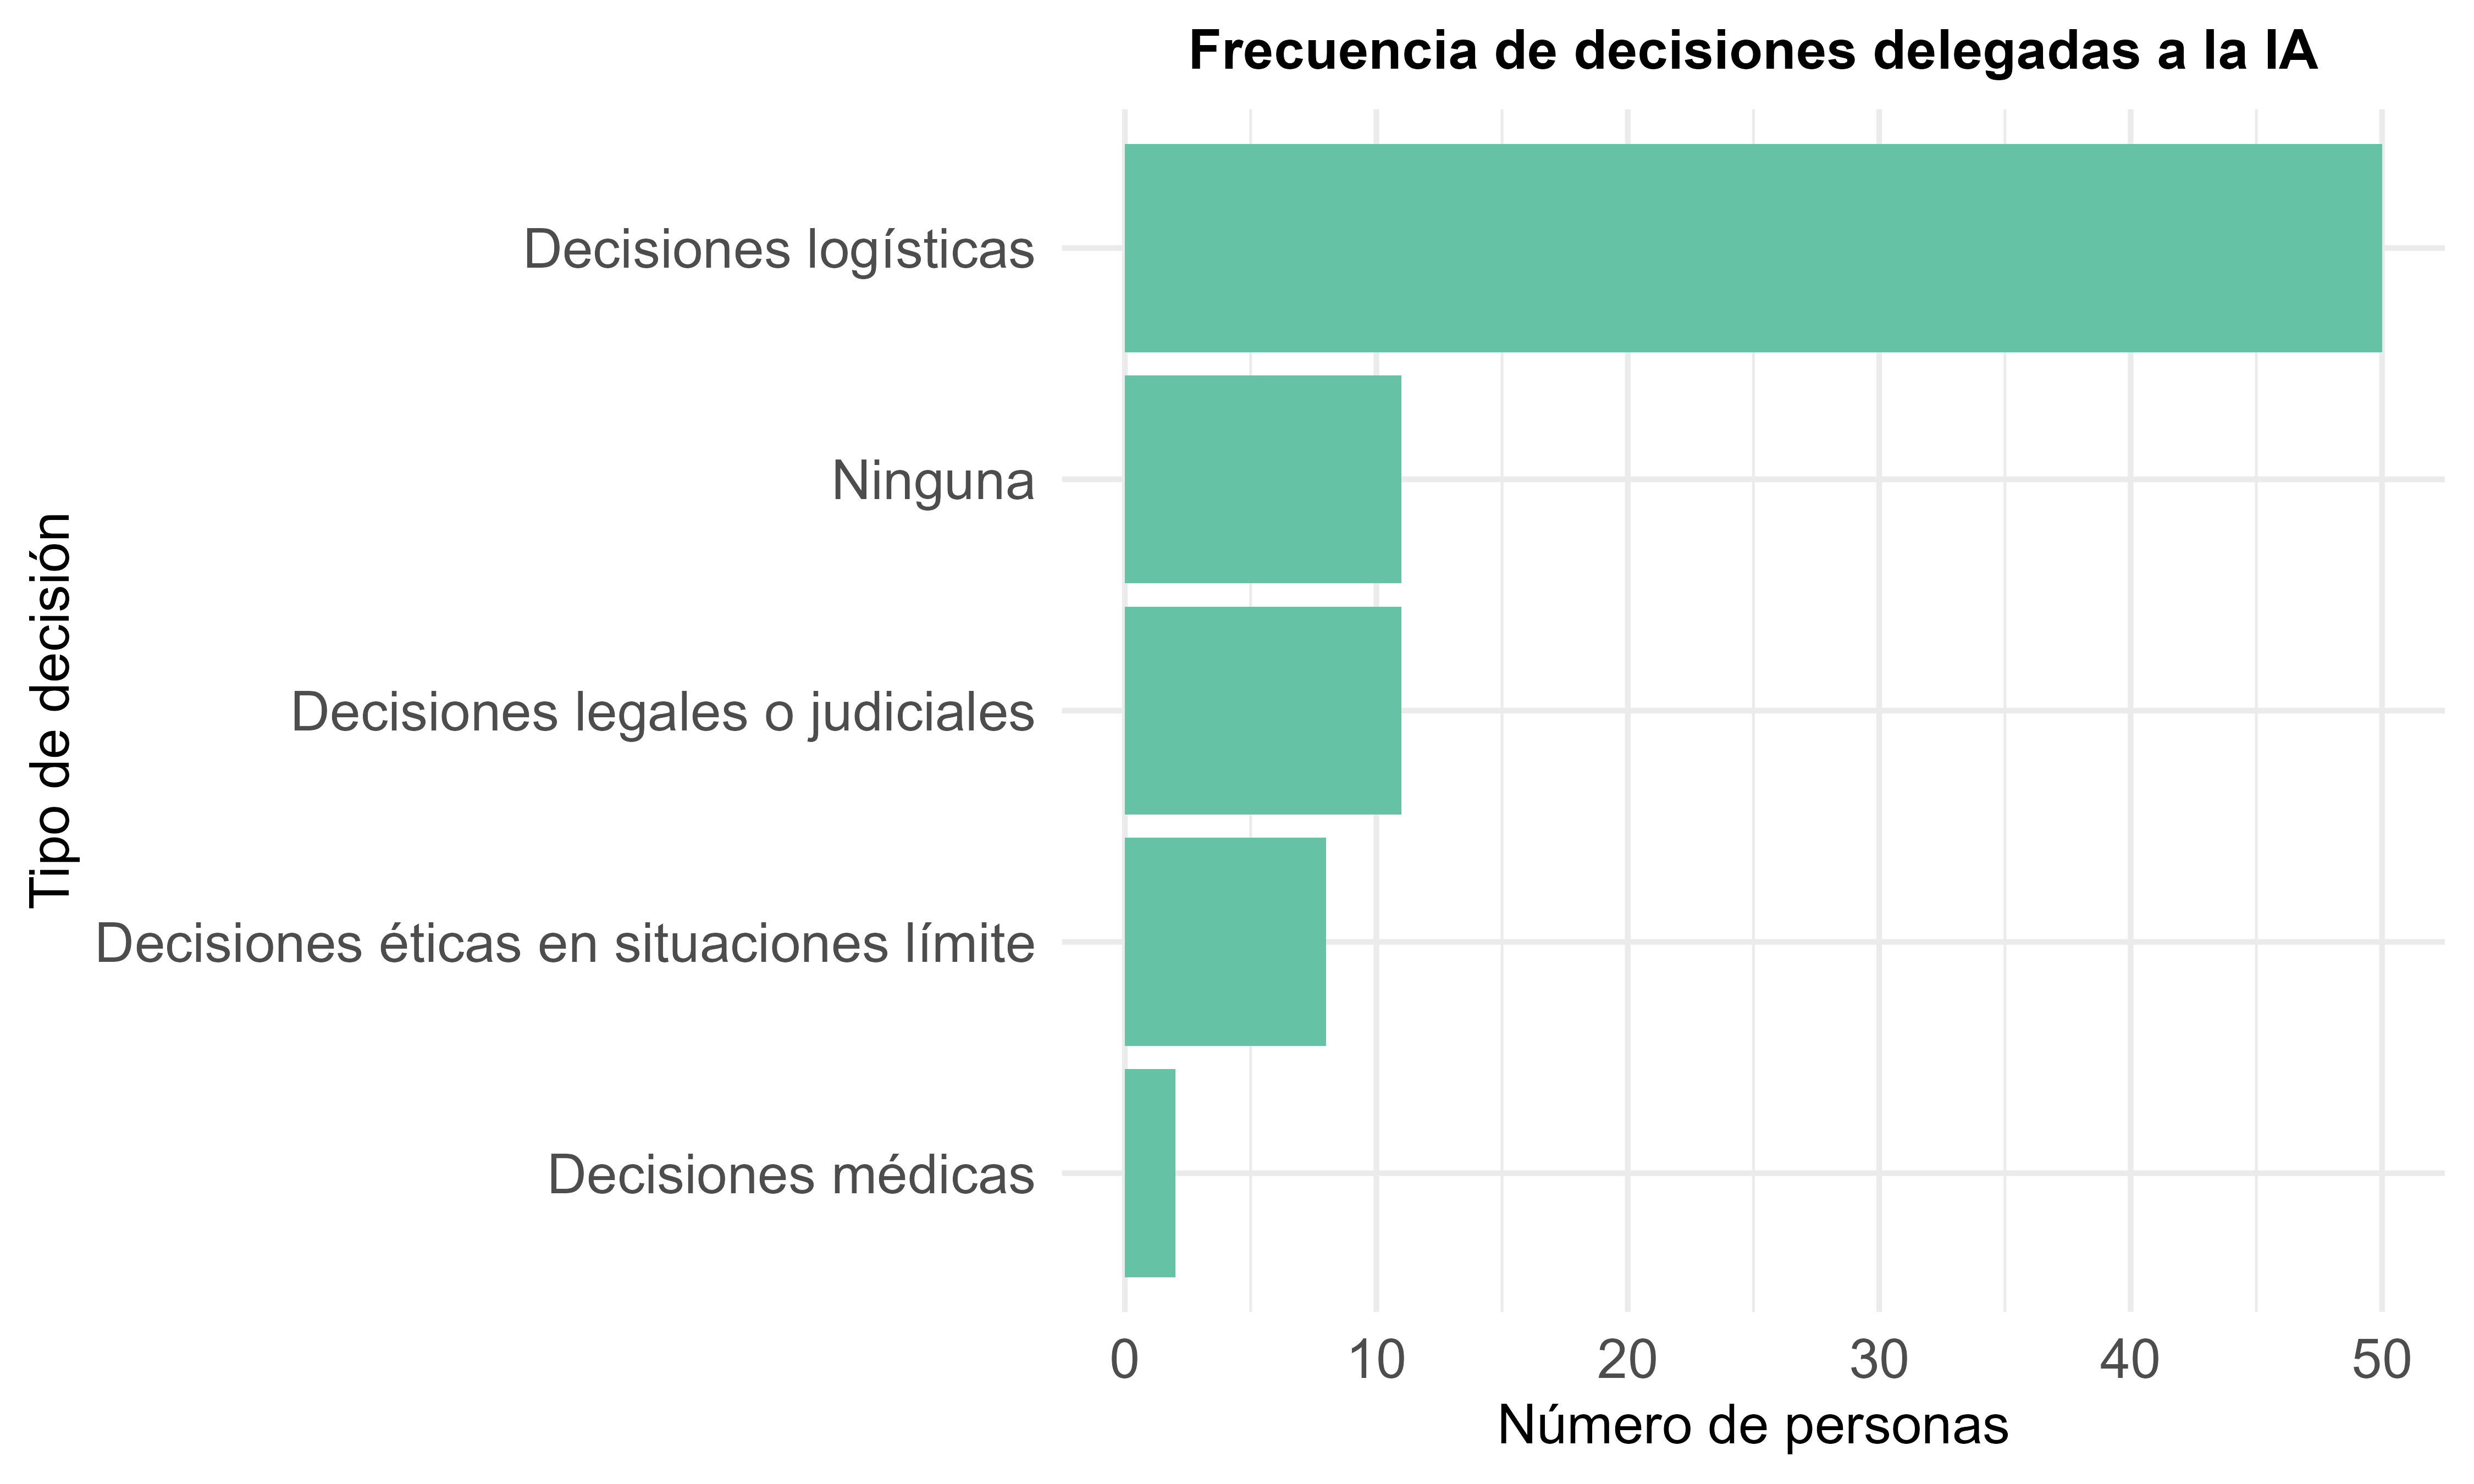 Frecuencia de decisiones delegadas a la IA
Tipo de decisión
Decisiones logísticas
Ninguna
Decisiones legales o judiciales
Decisiones éticas en situaciones límite
Decisiones médicas
0 10 20 30 40 50
Número de personas